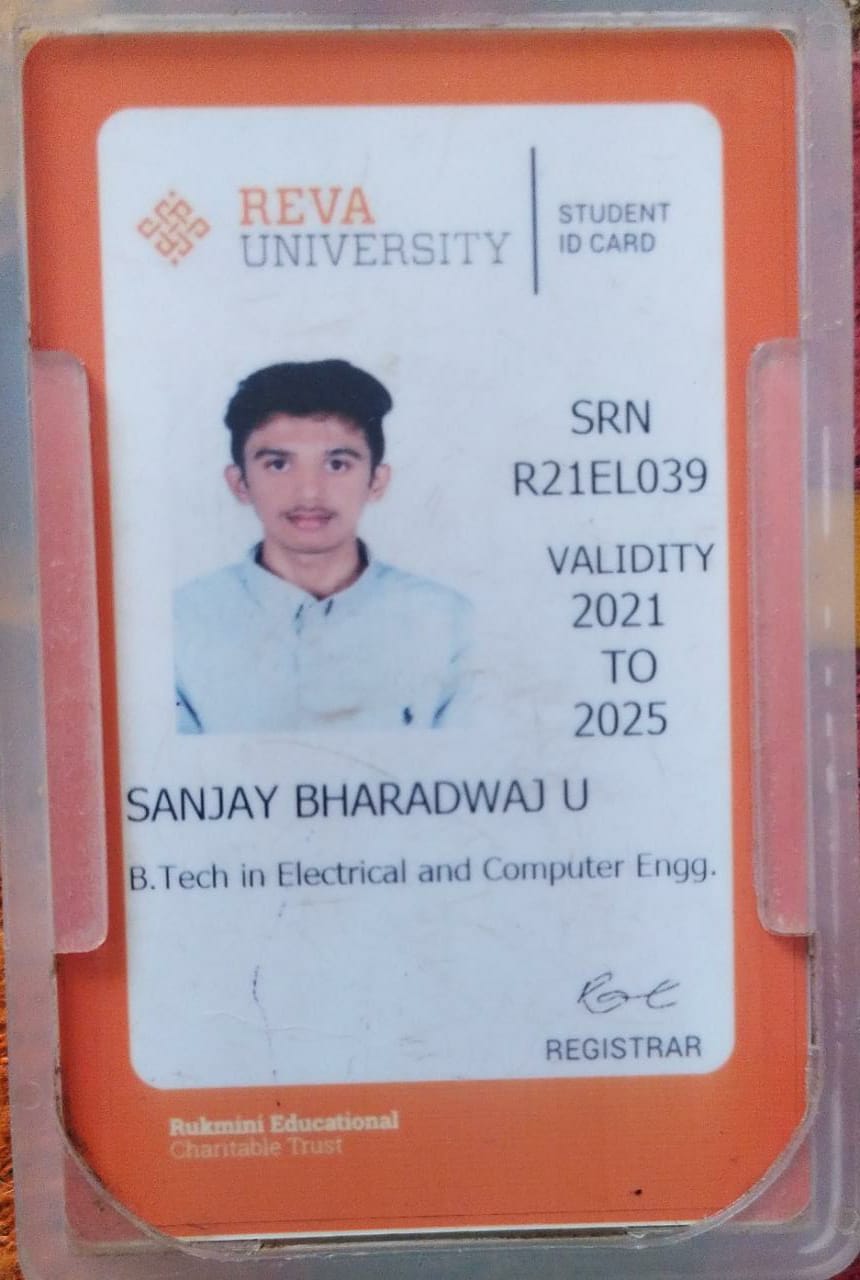 REVA
UNIVERSITY
STUDENT
ID CARD
SRN
R21EL039
VALIDITY
2021
TO
2025
SANJAY BHARADWAJ U
B.Tech in Electrical and Computer Engg.
REGISTRAR
Rukmini Educational
Charitable Trust